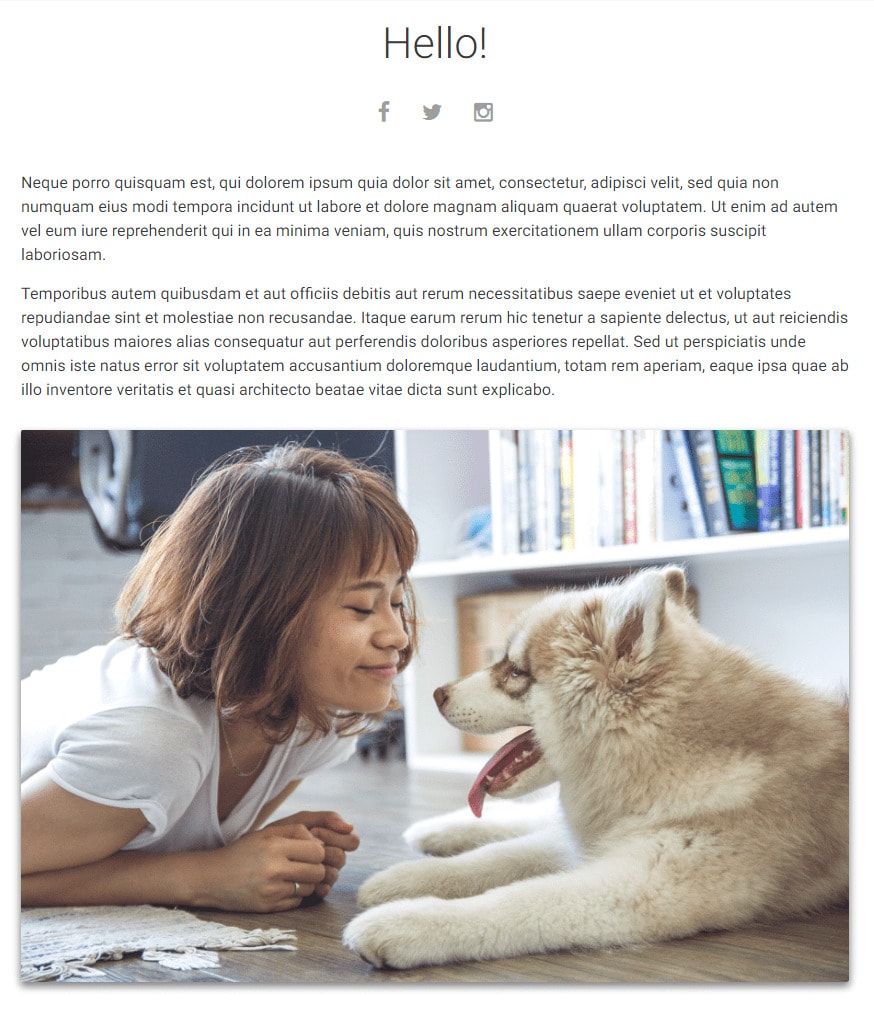 Hello!
Neque porro quisquam est, qui dolorem ipsum quia dolor sit amet, consectetur, adipisci velit, sed quia non
numquam eius modi tempora incidunt ut labore et dolore magnam aliquam quaerat voluptatem. Ut enim ad autem
vel eum iure reprehenderit qui in ea minima veniam, quis nostrum exercitationem ullam corporis suscipit
laboriosam.
Temporibus autem quibusdam et aut officiis debitis aut rerum necessitatibus saepe eveniet ut et voluptates
repudiandae sint et molestiae non recusandae. Itaque earum rerum hic tenetur a sapiente delectus, ut aut reiciendis
voluptatibus maiores alias consequatur aut perferendis doloribus asperiores repellat. Sed ut perspiciatis unde
omnis iste natus error sit voluptatem accusantium doloremque laudantium, totam rem aperiam, eaque ipsa quae ab
illo inventore veritatis et quasi architecto beatae vitae dicta sunt explicabo.